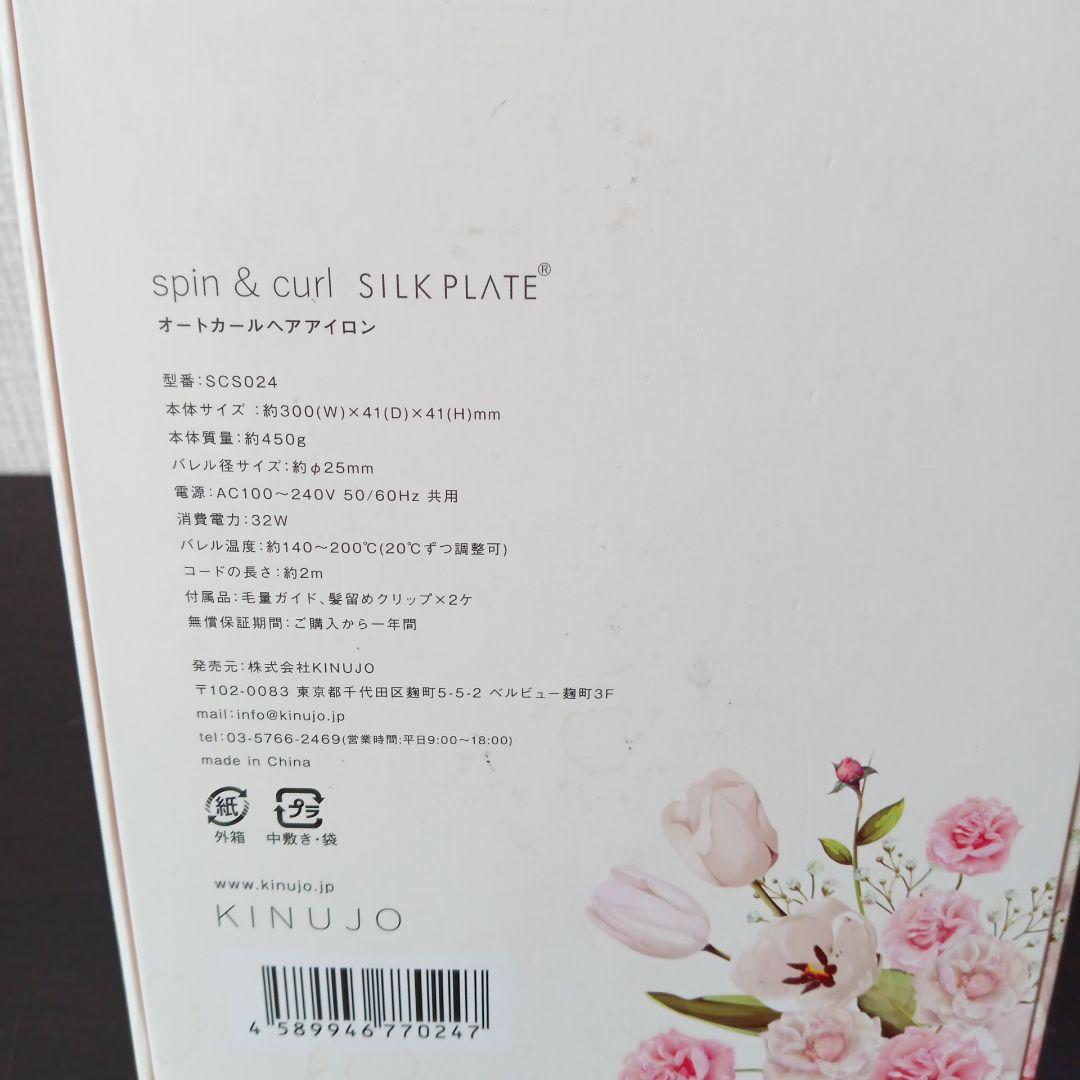 spin & curl SILK PLATE®
オートカールヘアアイロン
型番：SCS024
本体サイズ ：約300(W)×41(D)×41(H)mm
本体質量：約450g
バレル径サイズ：約φ25mm
電源：AC100～240V 50/60Hz 共用
消費電力：32W
バレル温度：約140～200℃(20℃ずつ調整可)
コードの長さ：約2m
付属品：毛量ガイド、髪留めクリップ×2ケ
無償保証期間：ご購入から一年間
発売元：株式会社KINUJO
〒102-0083 東京都千代田区麹町5-5-2 ベルビュー麹町3F
mail：info@kinujo.jp
tel：03-5766-2469(営業時間:平日9:00～18:00)
made in China
紙 プラ
外箱 中敷き・袋
www.kinujo.jp
KINUJO
4 589946 770247